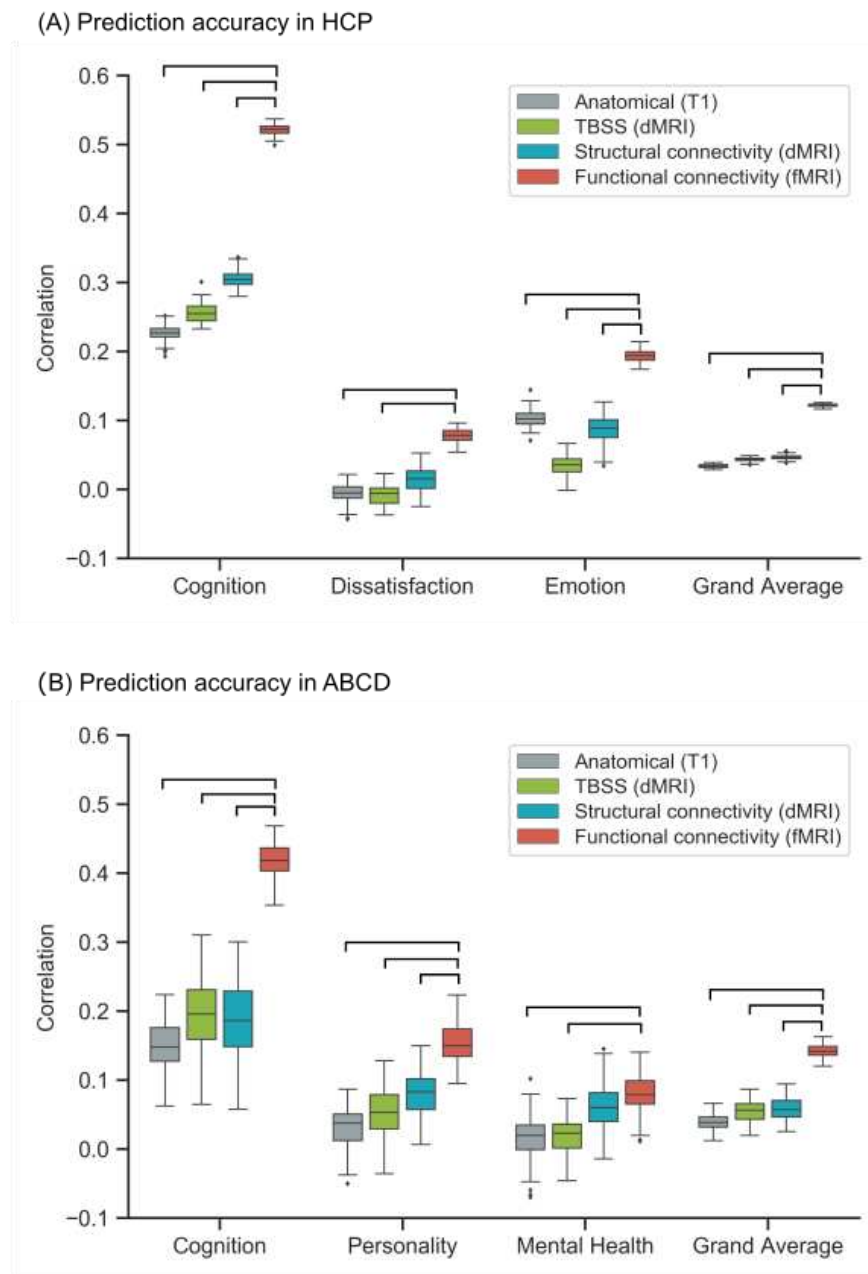 (A) Prediction accuracy in HCP
0.6
0.5
0.4
0.3
0.2
0.1
0.0
−0.1
Correlation
Anatomical (T1)
TBSS (dMRI)
Structural connectivity (dMRI)
Functional connectivity (fMRI)
Cognition Dissatisfaction Emotion Grand Average
(B) Prediction accuracy in ABCD
0.6
0.5
0.4
0.3
0.2
0.1
0.0
−0.1
Correlation
Anatomical (T1)
TBSS (dMRI)
Structural connectivity (dMRI)
Functional connectivity (fMRI)
Cognition Personality Mental Health Grand Average